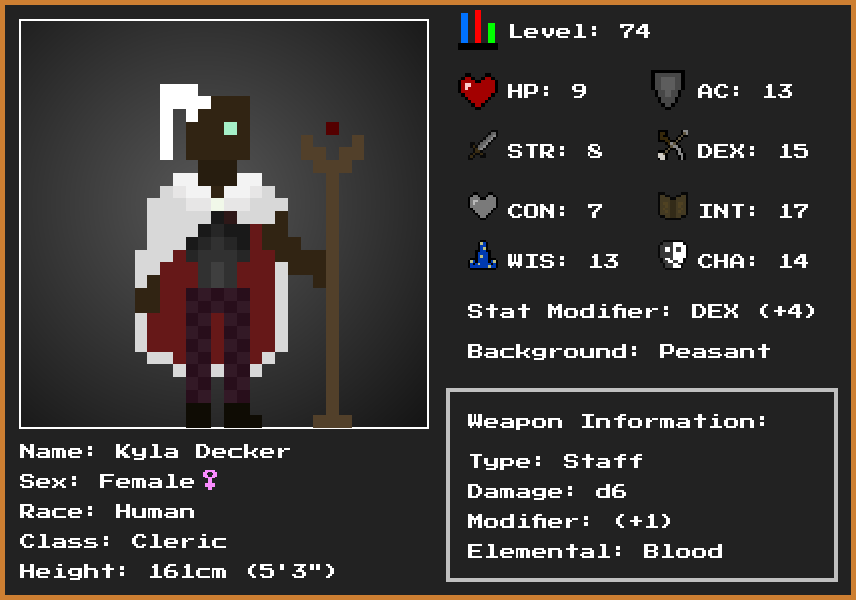 Level: 74
HP: 9 AC: 13
STR: 8 DEX: 15
CON: 7 INT: 17
WIS: 13 CHA: 14
Stat Modifier: DEX (+4)
Background: Peasant
Weapon Information:
Type: Staff
Damage: d6
Modifier: (+1)
Elemental: Blood
Name: Kyla Decker
Sex: Female♀
Race: Human
Class: Cleric
Height: 161cm (5'3")